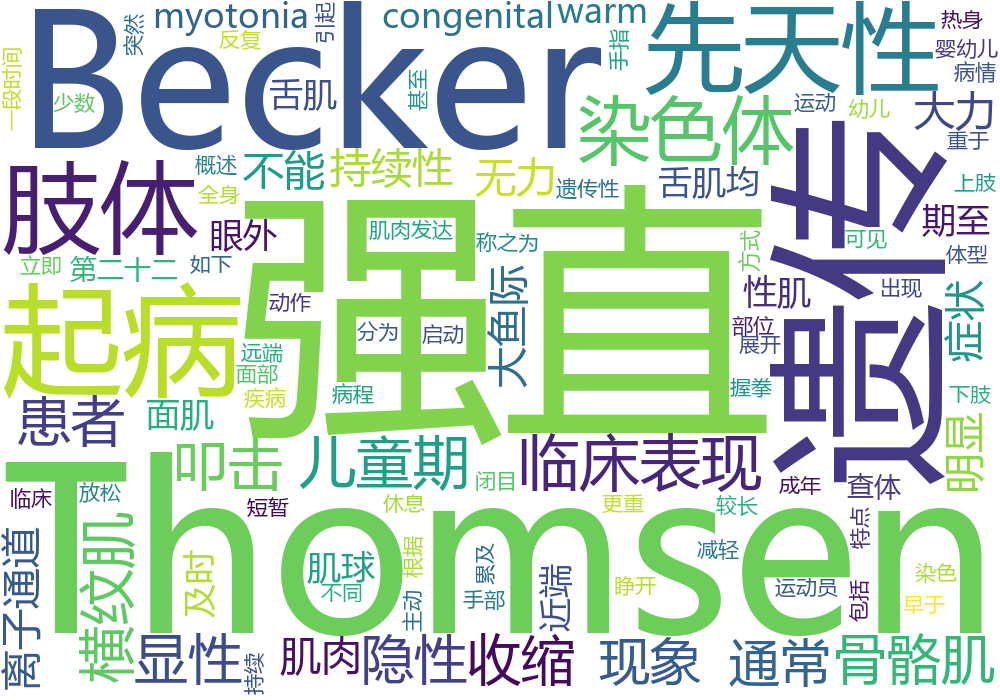 一段时间
突然
myotonia
反复
引起
congenital
warm
手指
先天性
热身
婴幼儿
病情
Becker
少数
舌肌
甚至
染色体
运动
幼儿
大力
重于
肢体
概述
不能
持续性
无力
遗传性
舌肌均
遗传
上肢
全身
眼外
肌肉发达
称之为
强直
方式
可见
期至
体型
立即
第二十二
如下
起病
动作
分为
启动
大鱼际
性肌
出现
部位
展开
症状
远端
面部
疾病
病程
握拳
下肢
患者
面肌
叩击
儿童期
临床表现
明显
闭目
成年
查体
临床
放松
短暂
休息
更重
较长
特点
Thomsen
离子通道
横纹肌
及时
肌球
不同
根据
主动
累及
手部
近端
睁开
减轻
运动员
包括
染色
早于
显性
持续
肌肉
隐性
收缩
现象
通常
骨骼肌